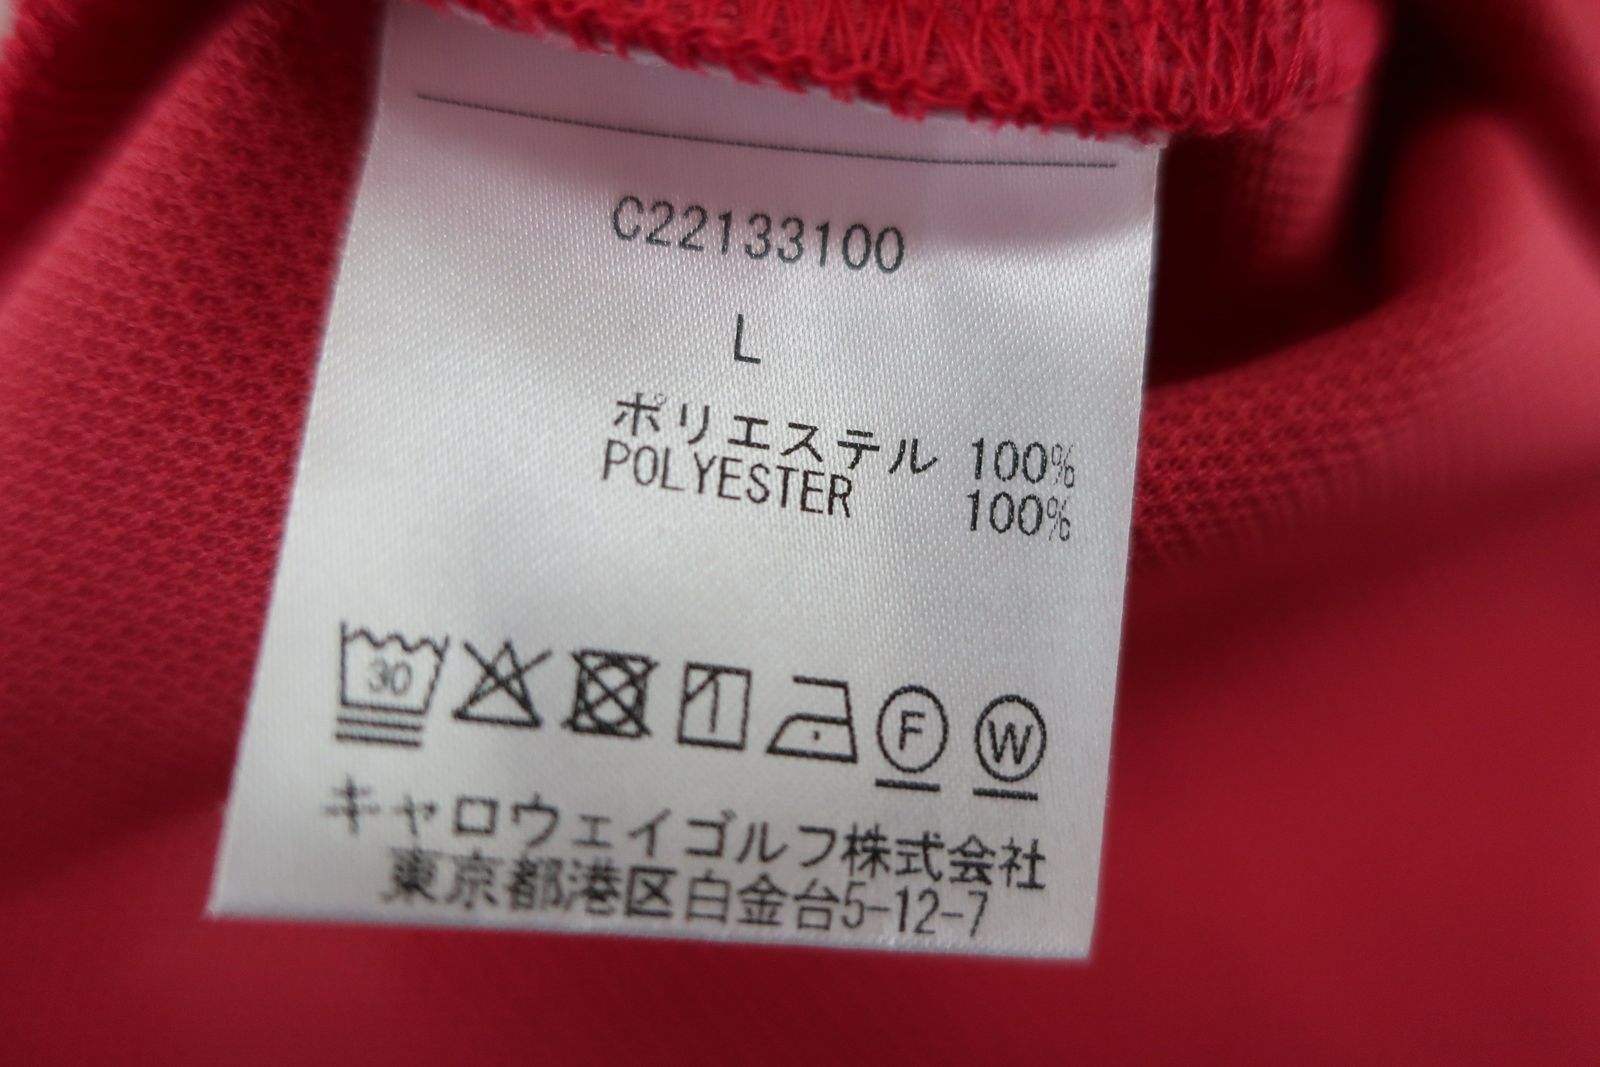 C22133100
L
ポリエステル 100%
POLYESTER 100%
30 F W
キャロウェイゴルフ株式会社
東京都港区白金台5-12-7